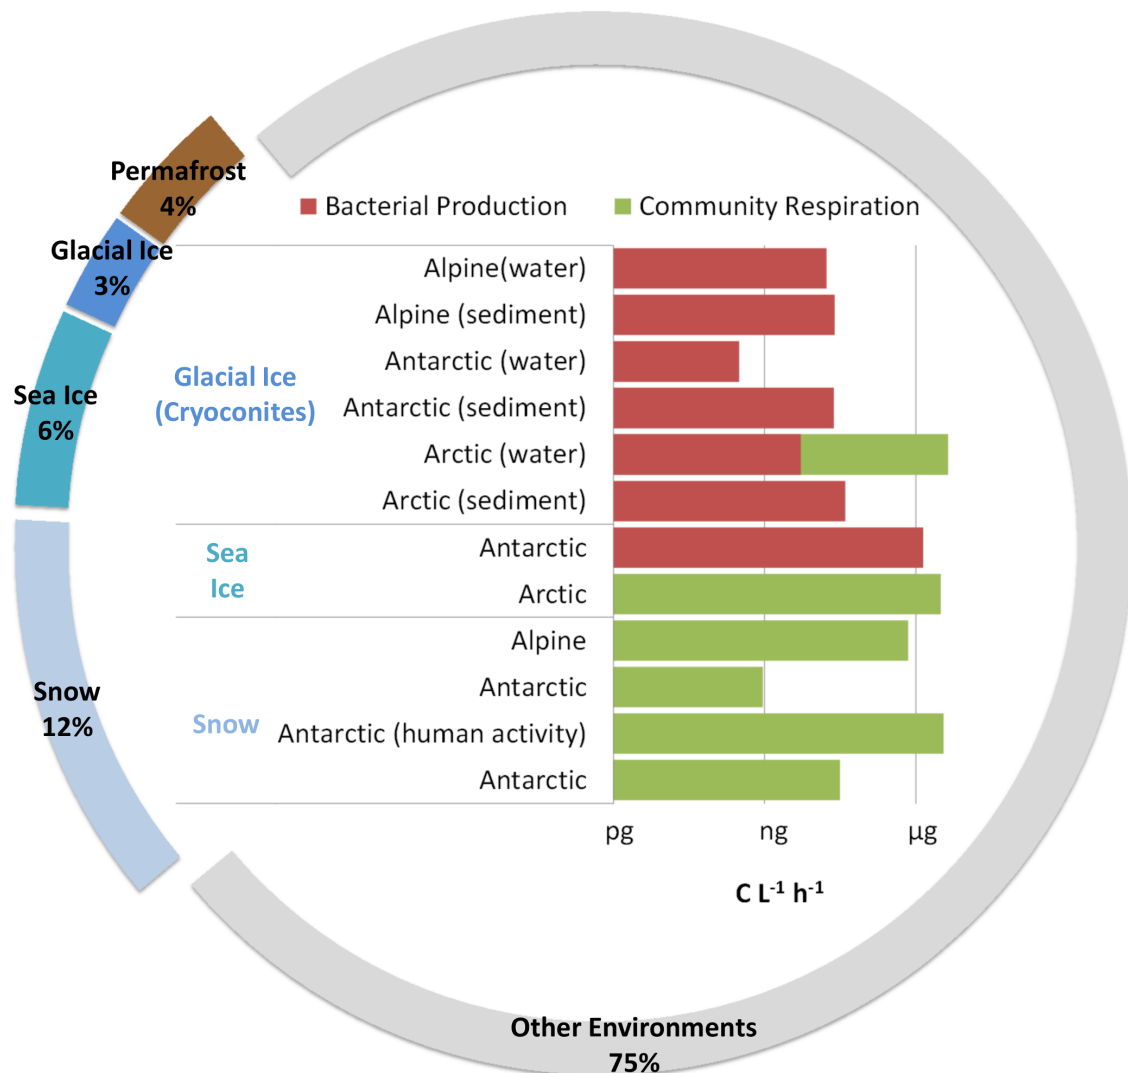 Permafrost
4%
Glacial Ice
3%
Sea Ice
6%
Snow
12%
Bacterial Production
Community Respiration
Glacial Ice
(Cryoconites)
Alpine(water)
Alpine (sediment)
Antarctic (water)
Antarctic (sediment)
Arctic (water)
Arctic (sediment)
Sea
Ice
Antarctic
Arctic
Snow
Alpine
Antarctic
Antarctic (human activity)
Antarctic
pg ng µg
C L⁻¹ h⁻¹
Other Environments
75%